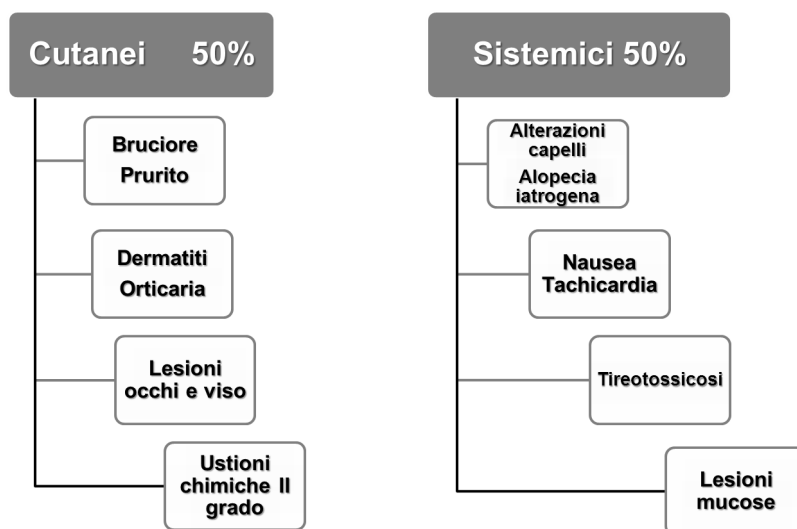 Cutanei 50%
Bruciore
Prurito
Dermatiti
Orticaria
Lesioni
occhi e viso
Ustioni
chimiche II
grado
Sistemici 50%
Alterazioni
capelli
Alopecia
iatrogena
Nausea
Tachicardia
Tireotossicosi
Lesioni
mucose